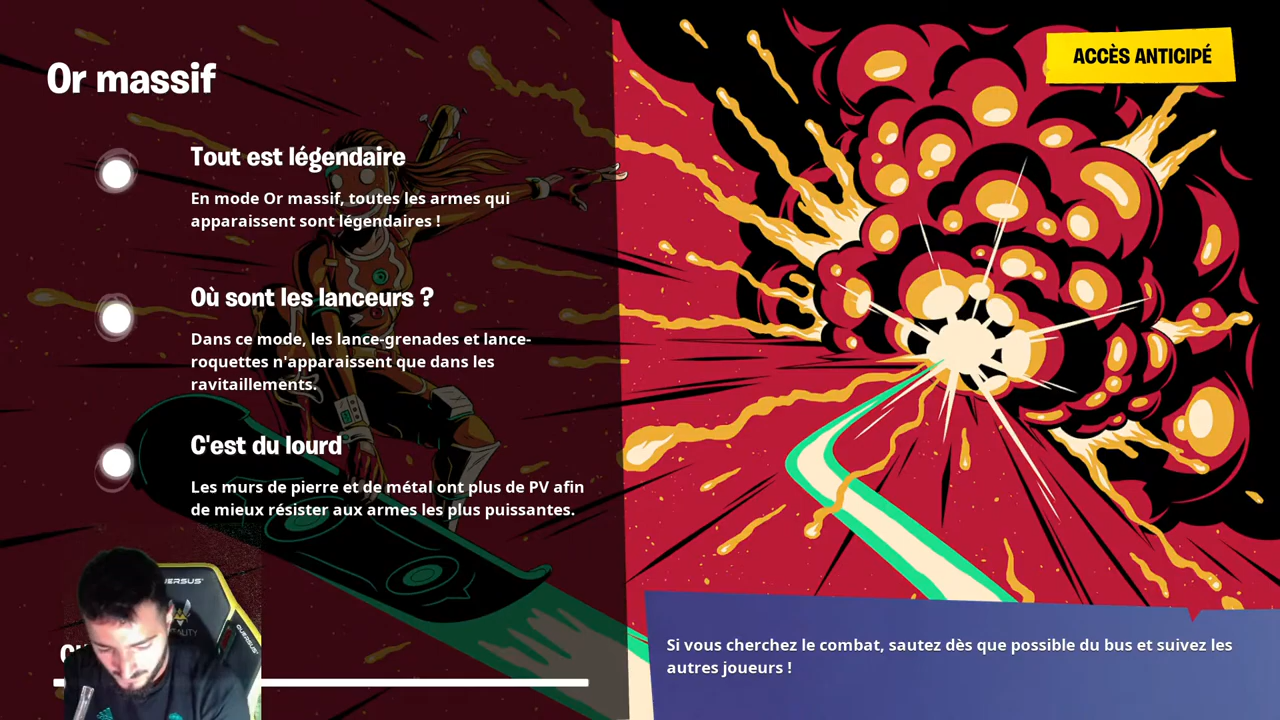 Or massif
ACCÈS ANTICIPÉ
Tout est légendaire
En mode Or massif, toutes les armes qui
apparaissent sont légendaires !
Où sont les lanceurs ?
Dans ce mode, les lance-grenades et lance-
roquettes n'apparaissent que dans les
ravitaillements.
C'est du lourd
Les murs de pierre et de métal ont plus de PV afin
de mieux résister aux armes les plus puissantes.
Si vous cherchez le combat, sautez dès que possible du bus et suivez les
autres joueurs !